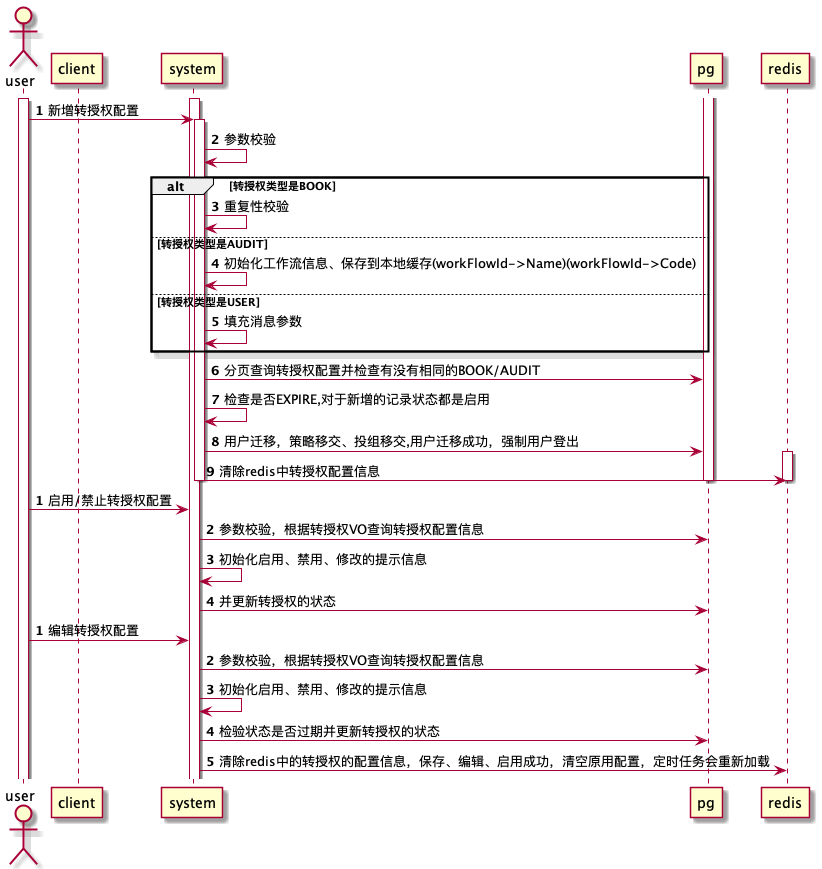 user
client
system
pg
redis
1 新增转授权配置
2 参数校验
alt [转授权类型是BOOK]
3 重复性校验
[转授权类型是AUDIT]
4 初始化工作流信息、保存到本地缓存(workFlowId->Name)(workFlowId->Code)
[转授权类型是USER]
5 填充消息参数
6 分页查询转授权配置并检查有没有相同的BOOK/AUDIT
7 检查是否EXPIRE,对于新增的记录状态都是启用
8 用户迁移，策略移交、投组移交,用户迁移成功，强制用户登出
9 清除redis中转授权配置信息
1 启用/禁止转授权配置
2 参数校验，根据转授权VO查询转授权配置信息
3 初始化启用、禁用、修改的提示信息
4 并更新转授权的状态
1 编辑转授权配置
2 参数校验，根据转授权VO查询转授权配置信息
3 初始化启用、禁用、修改的提示信息
4 检验状态是否过期并更新转授权的状态
5 清除redis中的转授权的配置信息，保存、编辑、启用成功，清空原用配置，定时任务会重新加载
user
client
system
pg
redis